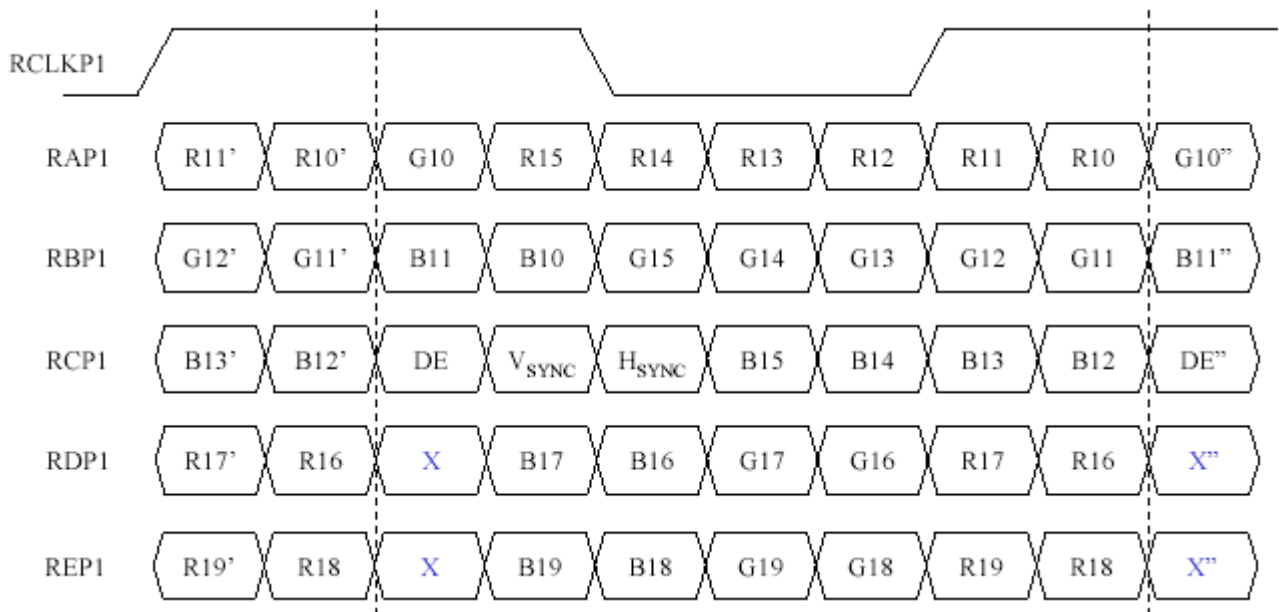 RCLKP1
RAP1 R11’ R10’ G10 R15 R14 R13 R12 R11 R10 G10”
RBP1 G12’ G11’ B11 B10 G15 G14 G13 G12 G11 B11”
RCP1 B13’ B12’ DE VSYNC HSYNC B15 B14 B13 B12 DE”
RDP1 R17’ R16 X B17 B16 G17 G16 R17 R16 X”
REP1 R19’ R18 X B19 B18 G19 G18 R19 R18 X”